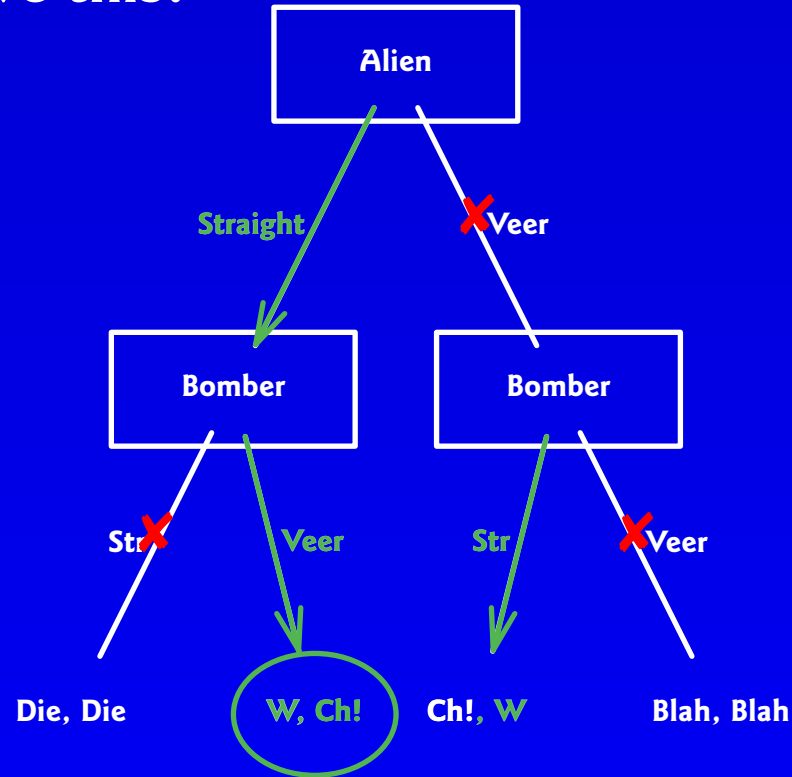 Alien
Straight Veer
Bomber Bomber
Str Veer Str Veer
Die, Die W, Ch! Ch!, W Blah, Blah